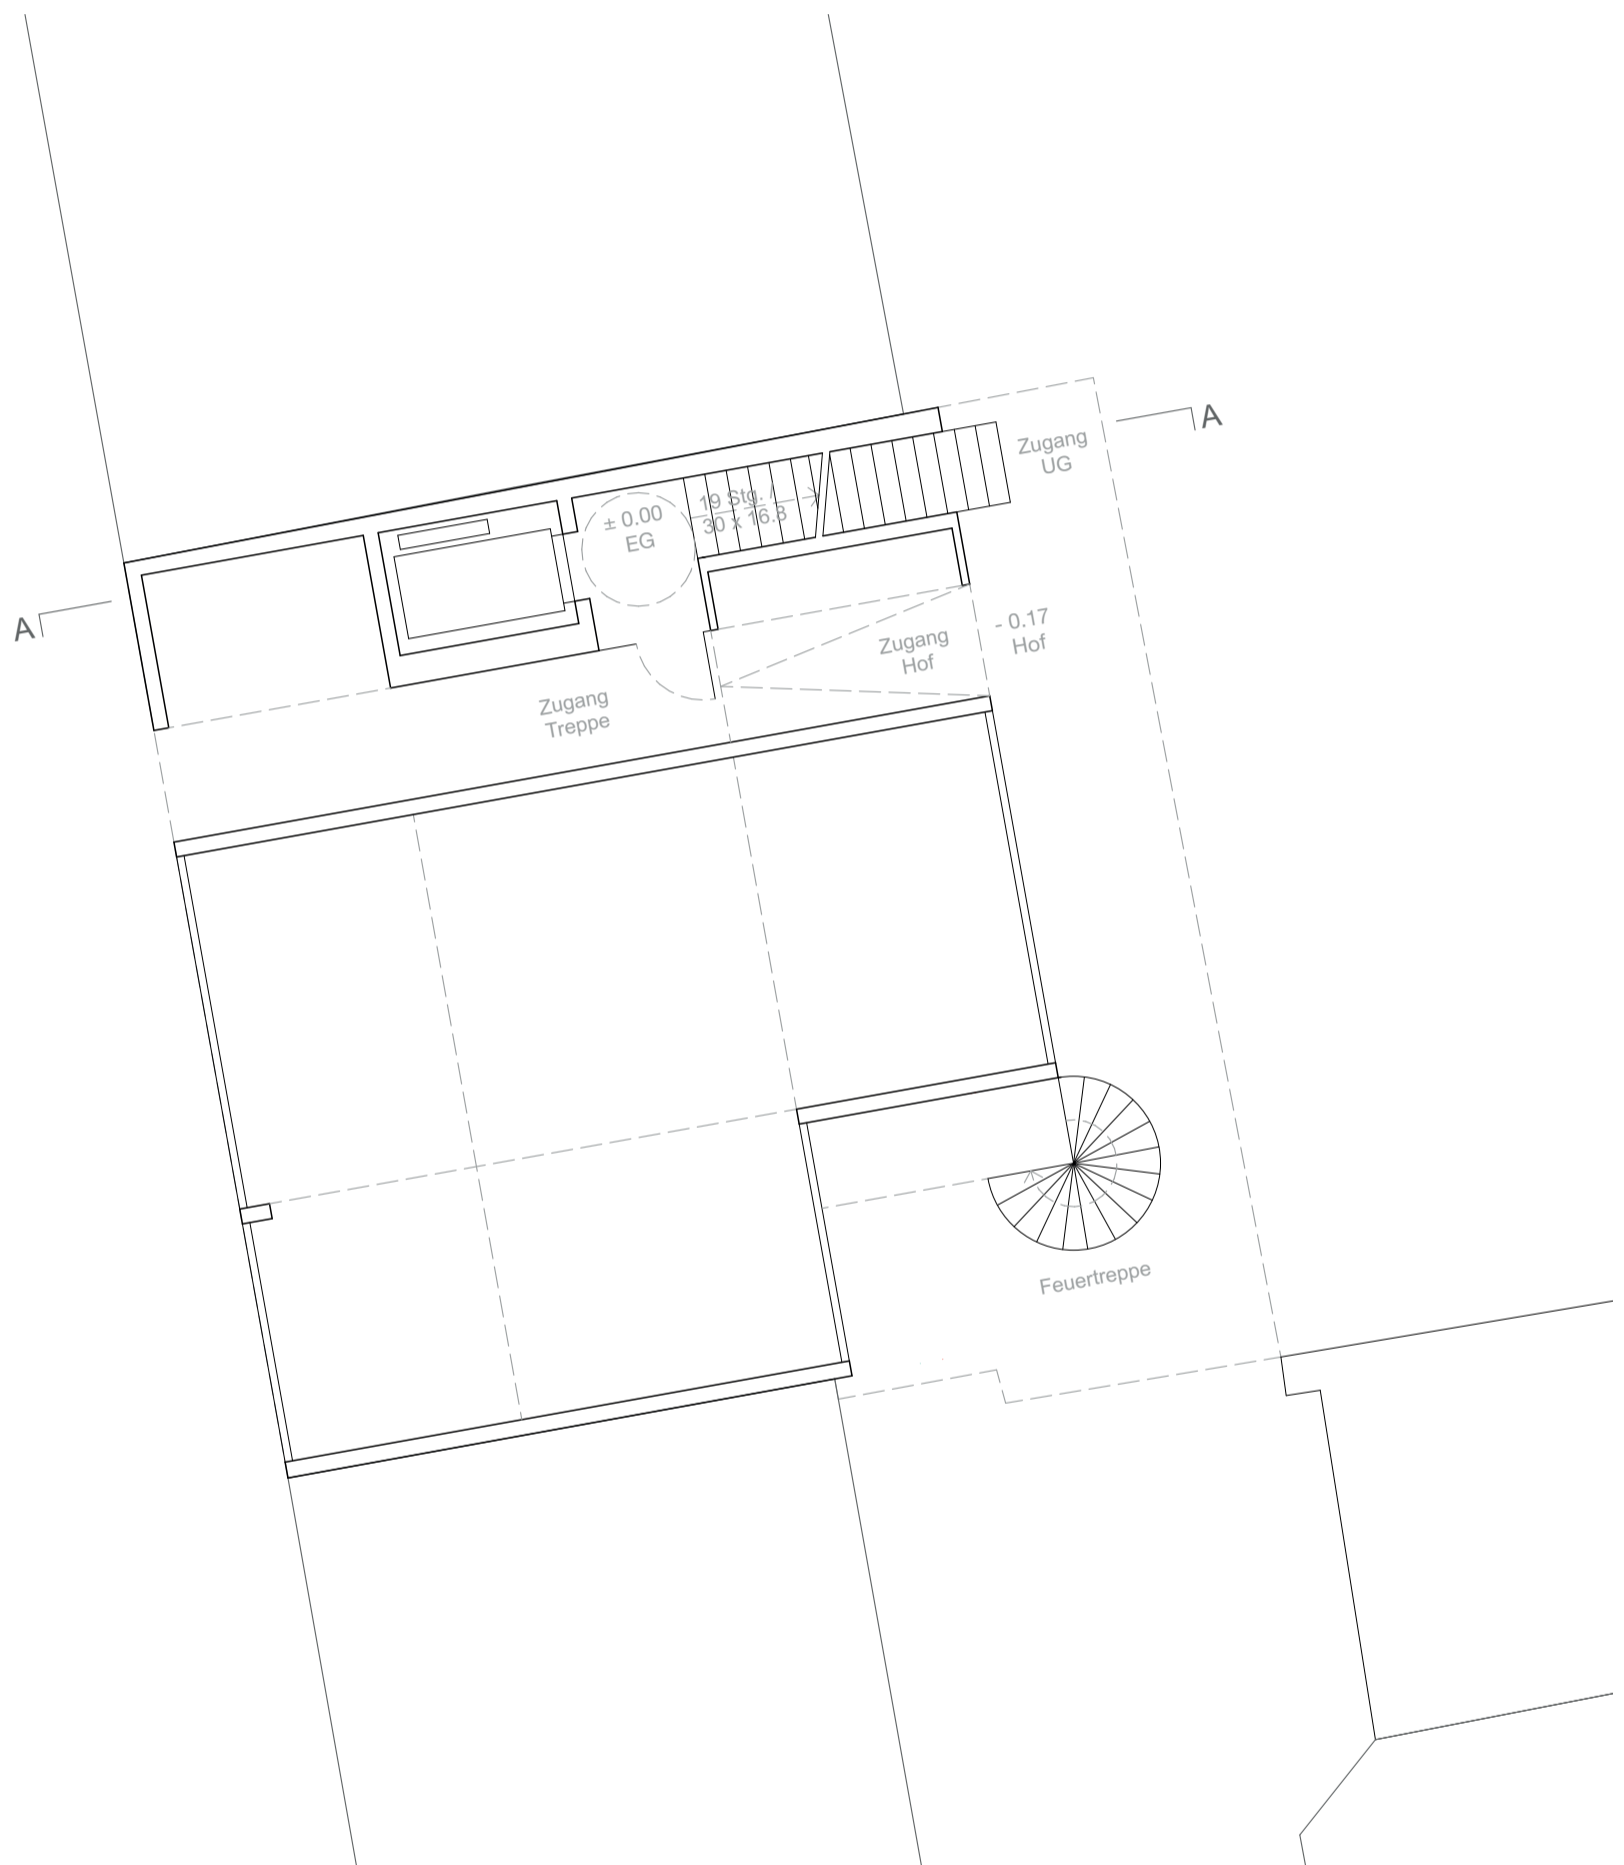 A
Zugang
UG
19 Stg. /
30 x 16.8
± 0.00
EG
A
- 0.17
Hof
Zugang
Hof
Zugang
Treppe
Feuertreppe